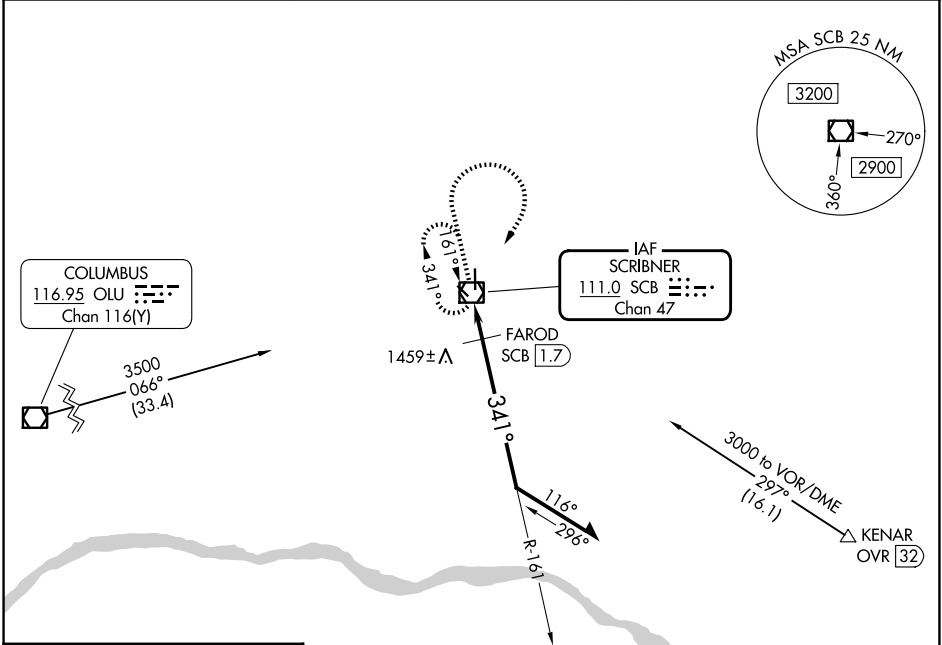 MSA SCB 25 NM
3200
270°
2900
360°
161°
341°
IAF
SCRIBNER
111.0 SCB
Chan 47
COLUMBUS
116.95 OLU
Chan 116(Y)
FAROD
SCB 1.7
1459±
3500
066°
(33.4)
341°
3000 to VOR/DME
297°
(16.1)
116°
296°
KENAR
OVR 32
R-161